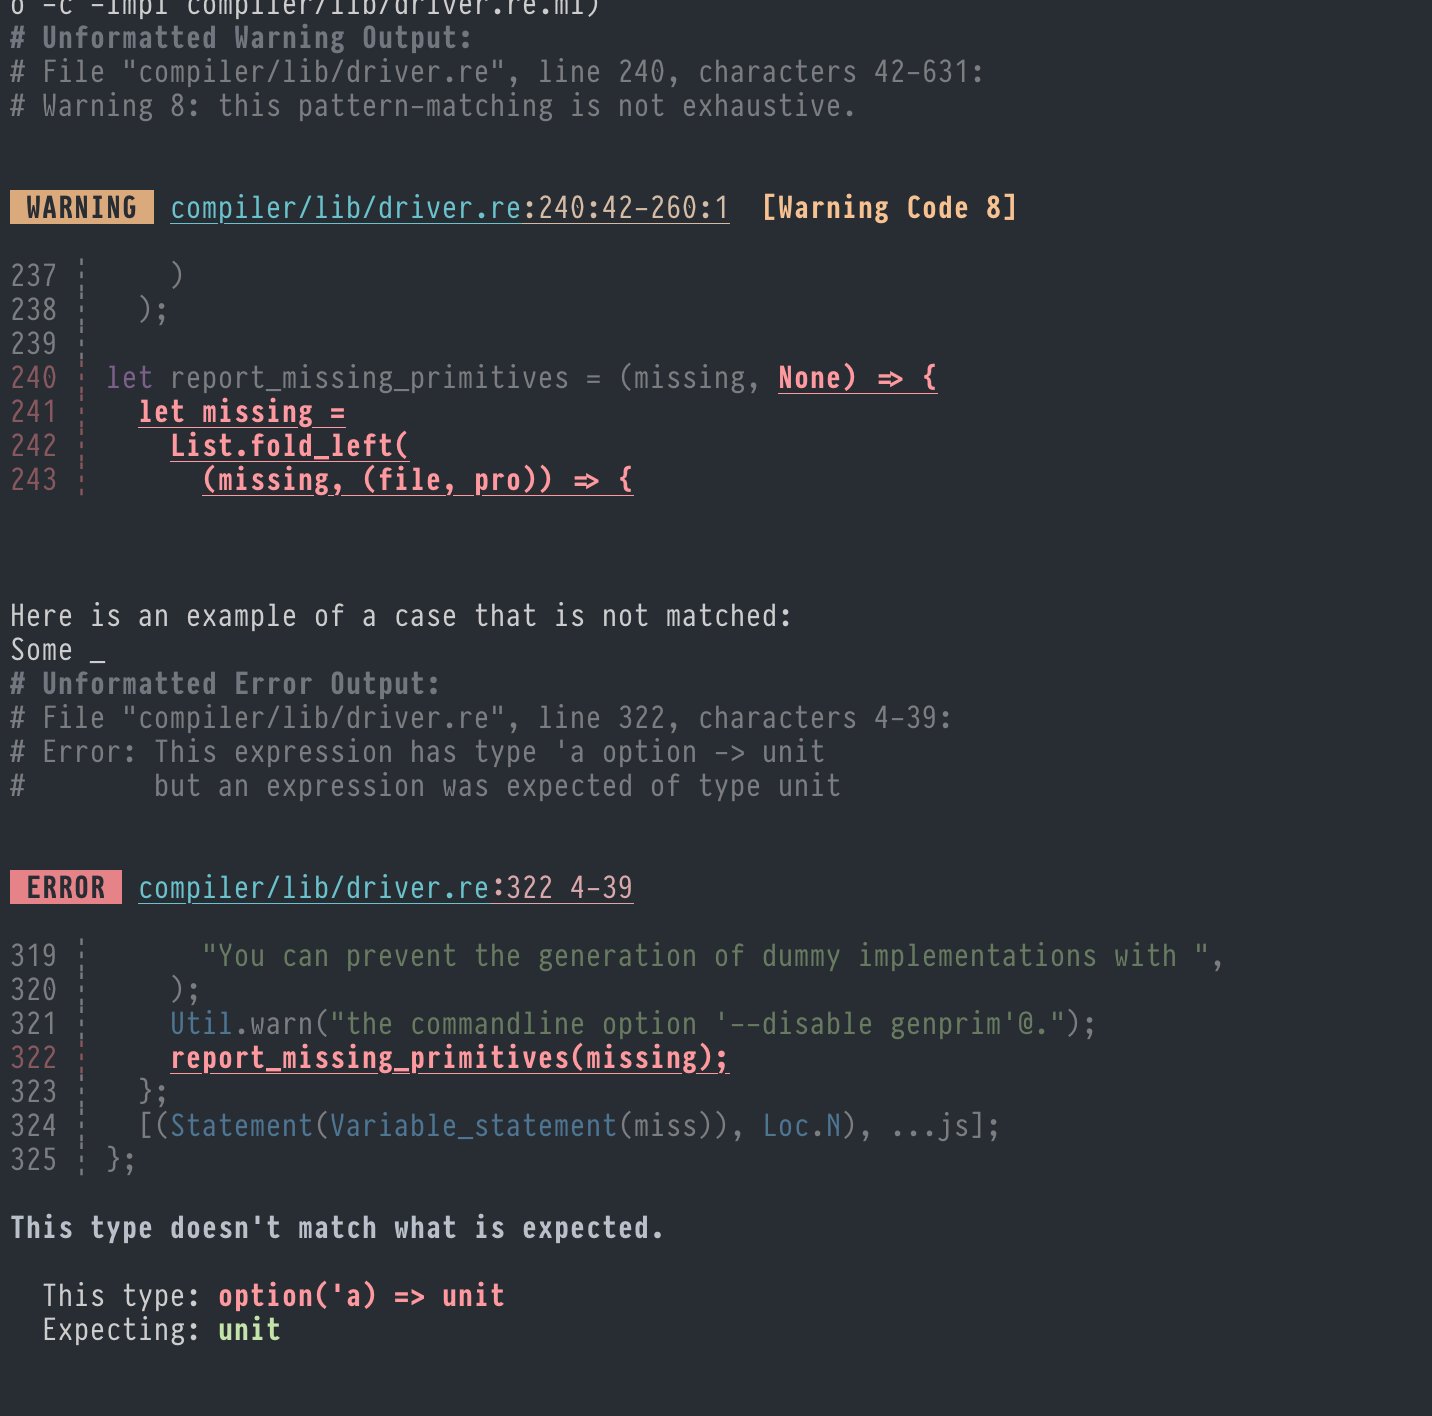 o -c -impl compiler/lib/driver.re.ml)
# Unformatted Warning Output:
# File "compiler/lib/driver.re", line 240, characters 42-631:
# Warning 8: this pattern-matching is not exhaustive.
WARNING compiler/lib/driver.re:240:42-260:1 [Warning Code 8]
237 ┆     )
238 ┆   );
239 ┆
240 ┆ let report_missing_primitives = (missing, None) => {
241 ┆   let missing =
242 ┆     List.fold_left(
243 ┆       (missing, (file, pro)) => {
Here is an example of a case that is not matched:
Some _
# Unformatted Error Output:
# File "compiler/lib/driver.re", line 322, characters 4-39:
# Error: This expression has type 'a option -> unit
#        but an expression was expected of type unit
ERROR compiler/lib/driver.re:322 4-39
319 ┆       "You can prevent the generation of dummy implementations with ",
320 ┆     );
321 ┆     Util.warn("the commandline option '--disable genprim'@.");
322 ┆     report_missing_primitives(missing);
323 ┆   };
324 ┆   [(Statement(Variable_statement(miss)), Loc.N), ...js];
325 ┆ };
This type doesn't match what is expected.
  This type: option('a) => unit
  Expecting: unit